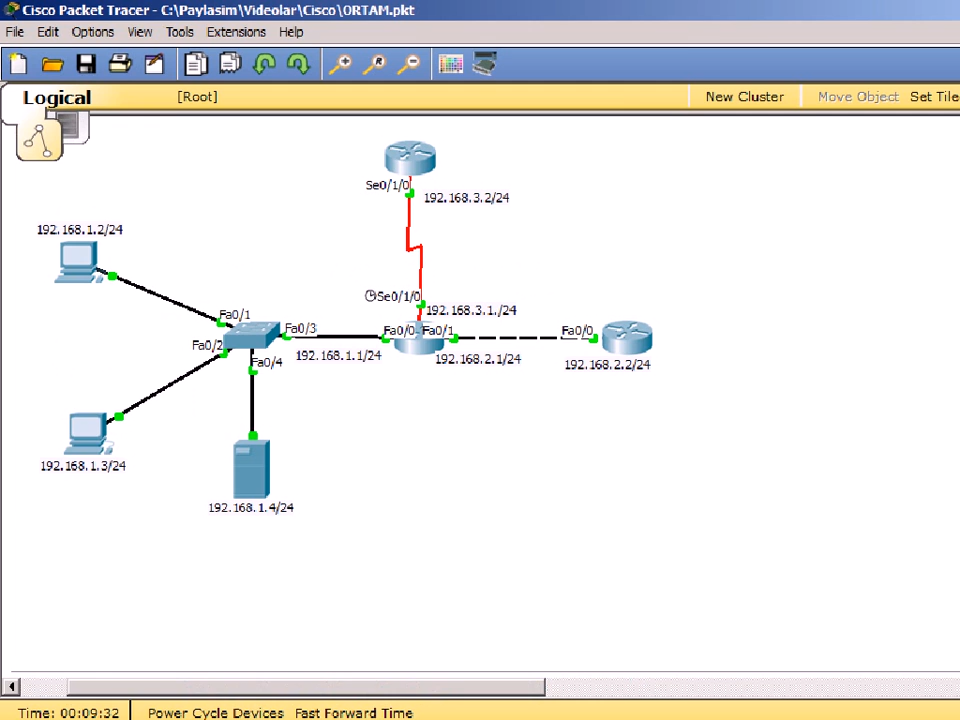 Cisco Packet Tracer - C:\Paylasim\Videolar\Cisco\ORTAM.pkt
File Edit Options View Tools Extensions Help
Logical [Root] New Cluster Move Object Set Tile
Se0/1/0
192.168.3.2/24
192.168.1.2/24
Se0/1/0
192.168.3.1./24
Fa0/1
Fa0/3
Fa0/0
Fa0/1
Fa0/0
Fa0/2
192.168.1.1/24
192.168.2.1/24
Fa0/4
192.168.2.2/24
192.168.1.3/24
192.168.1.4/24
Time: 00:09:32 Power Cycle Devices Fast Forward Time